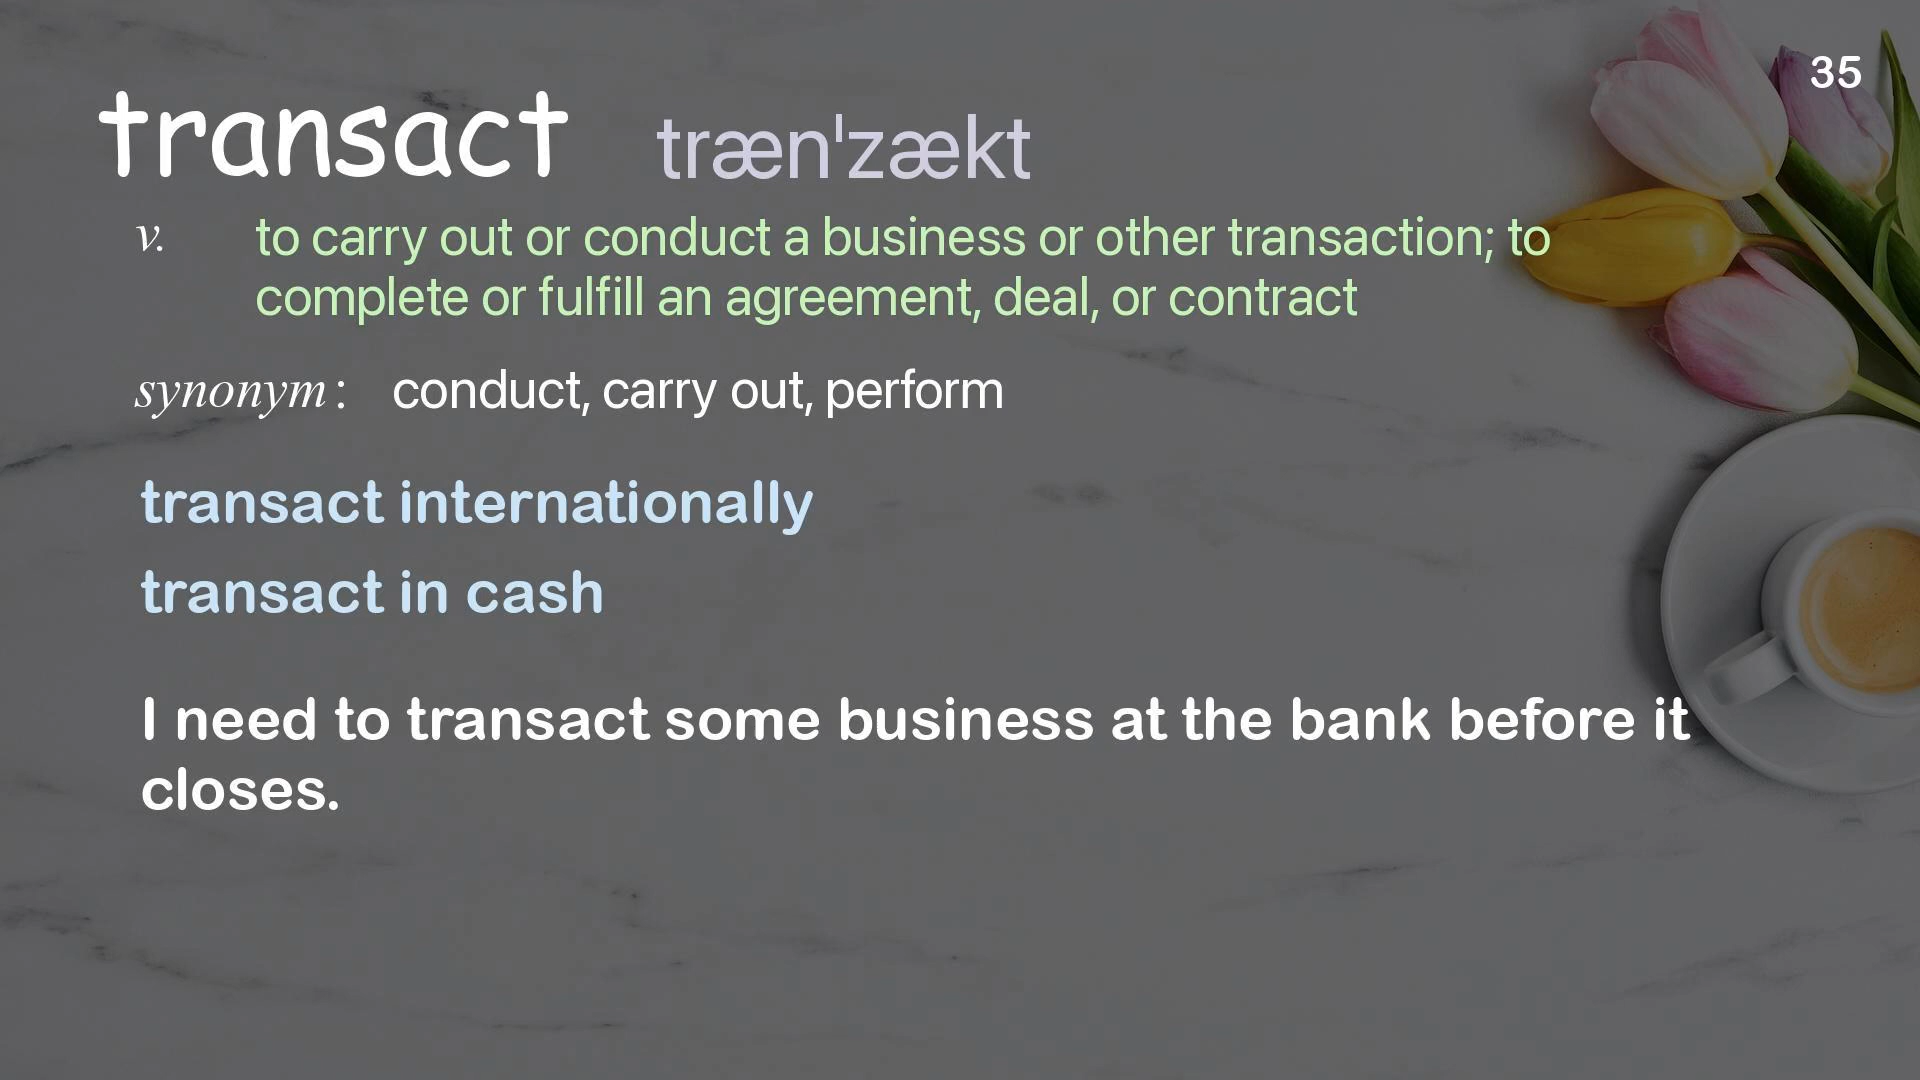 35
transact trænˈzækt
v. to carry out or conduct a business or other transaction; to
complete or fulfill an agreement, deal, or contract
synonym: conduct, carry out, perform
transact internationally
transact in cash
I need to transact some business at the bank before it
closes.